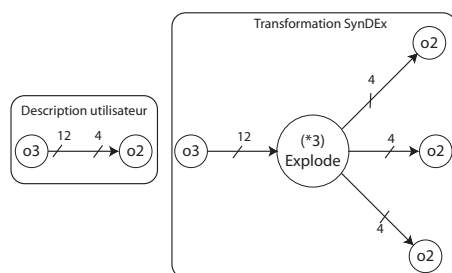 Description utilisateur
o3
12
4
o2
Transformation SynDEx
o3
12
(*3)
Explode
4
o2
4
o2
4
o2